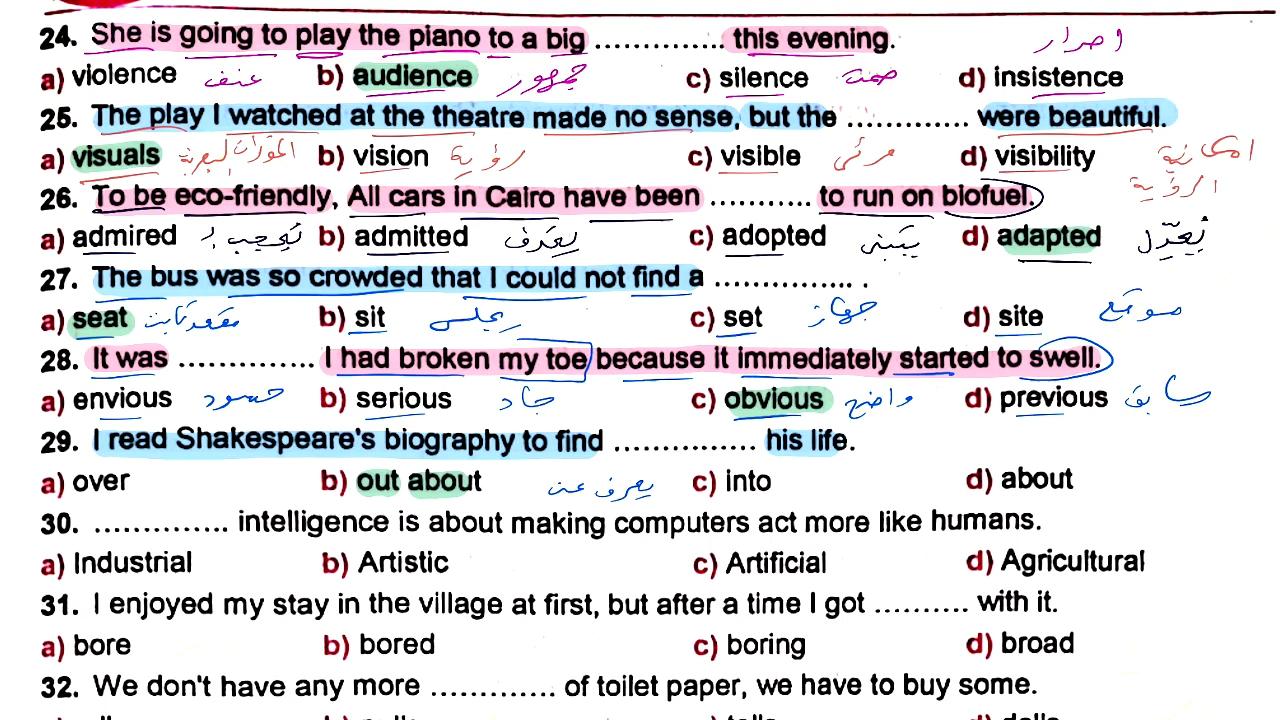 24. She is going to play the piano to a big .............. this evening. اصرار
a) violence عنف b) audience جمهور c) silence صمت d) insistence
25. The play I watched at the theatre made no sense, but the ............. were beautiful.
a) visuals المؤثرات البصرية b) vision رؤية c) visible مرئي d) visibility امكانية الرؤية
26. To be eco-friendly, All cars in Cairo have been ........... to run on biofuel.
a) admired يُعجب بـ b) admitted يعترف c) adopted يتبنى d) adapted يُعدِّل
27. The bus was so crowded that I could not find a ............... .
a) seat مقعد ثابت b) sit يجلس c) set جهاز d) site موقع
28. It was ............... I had broken my toe because it immediately started to swell.
a) envious حسود b) serious جاد c) obvious واضح d) previous سابق
29. I read Shakespeare's biography to find ............... his life.
a) over b) out about يعرف عن c) into d) about
30. .............. intelligence is about making computers act more like humans.
a) Industrial b) Artistic c) Artificial d) Agricultural
31. I enjoyed my stay in the village at first, but after a time I got .......... with it.
a) bore b) bored c) boring d) broad
32. We don't have any more ............. of toilet paper, we have to buy some.